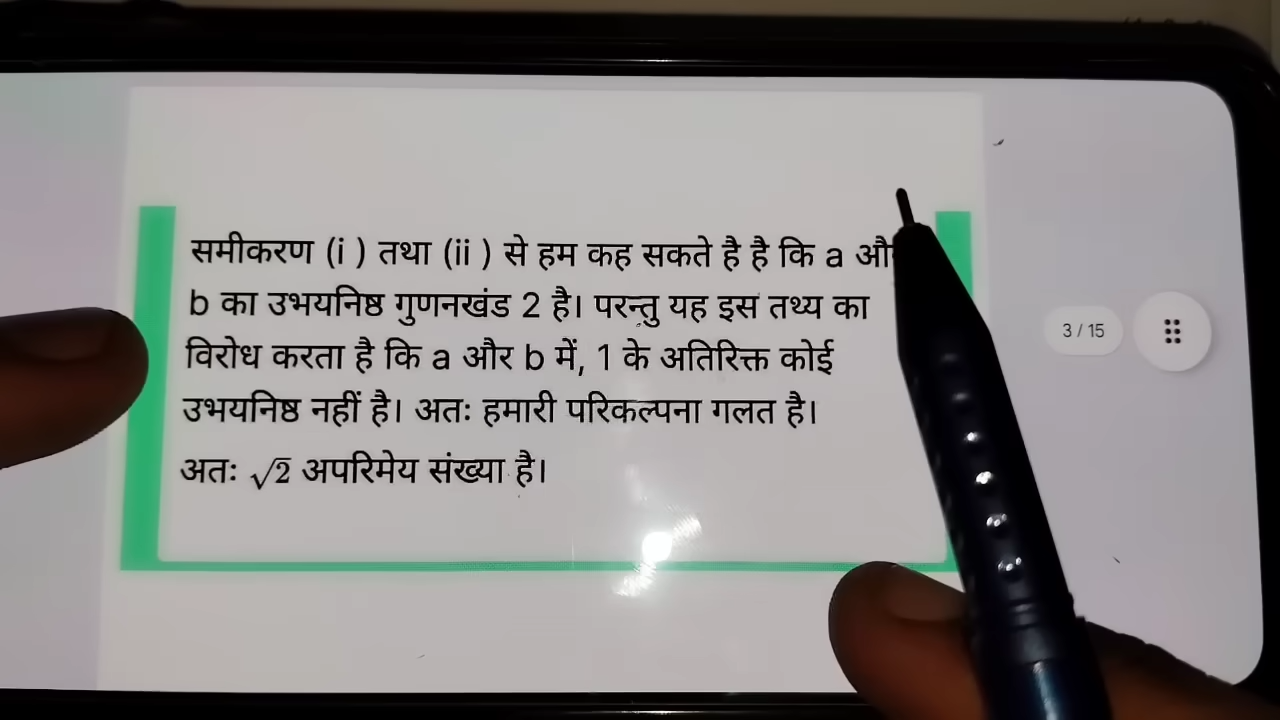 समीकरण (i ) तथा (ii ) से हम कह सकते है है कि a और
b का उभयनिष्ठ गुणनखंड 2 है। परन्तु यह इस तथ्य का
विरोध करता है कि a और b में, 1 के अतिरिक्त कोई
उभयनिष्ठ नहीं है। अतः हमारी परिकल्पना गलत है।
अतः √2 अपरिमेय संख्या है।
3 / 15